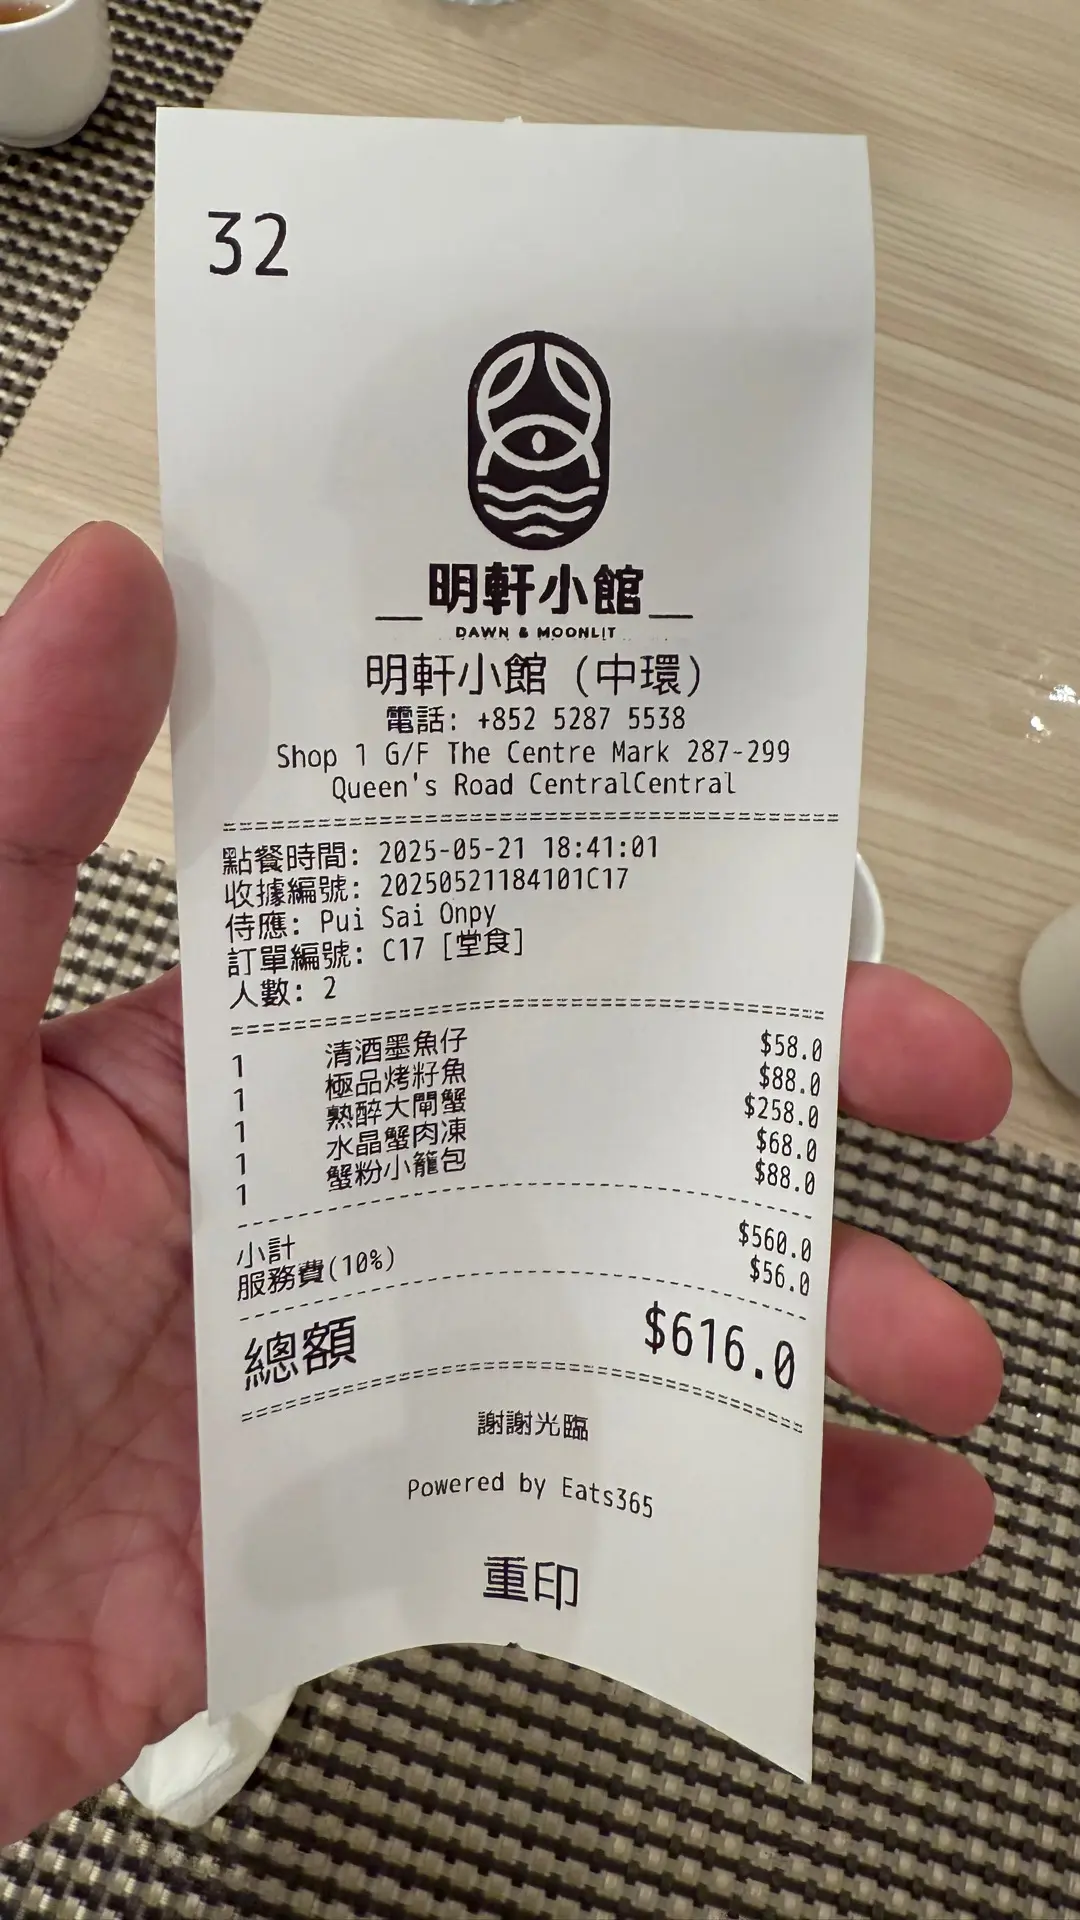 32
明軒小館
DAWN & MOONLIT
明軒小館 (中環)
電話: +852 5287 5538
Shop 1 G/F The Centre Mark 287-299
Queen's Road CentralCentral
點餐時間: 2025-05-21 18:41:01
收據編號: 20250521184101C17
侍應: Pui Sai Onpy
訂單編號: C17 [堂食]
人數: 2
1 清酒墨魚仔 $58.0
1 極品烤籽魚 $88.0
1 熟醉大閘蟹 $258.0
1 水晶蟹肉凍 $68.0
1 蟹粉小籠包 $88.0
小計 $560.0
服務費(10%) $56.0
總額 $616.0
謝謝光臨
Powered by Eats365
重印